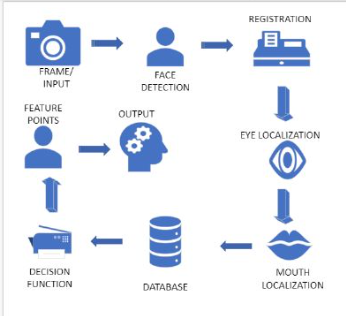 FRAME/
INPUT
FACE
DETECTION
REGISTRATION
EYE LOCALIZATION
MOUTH
LOCALIZATION
DATABASE
DECISION
FUNCTION
FEATURE
POINTS
OUTPUT